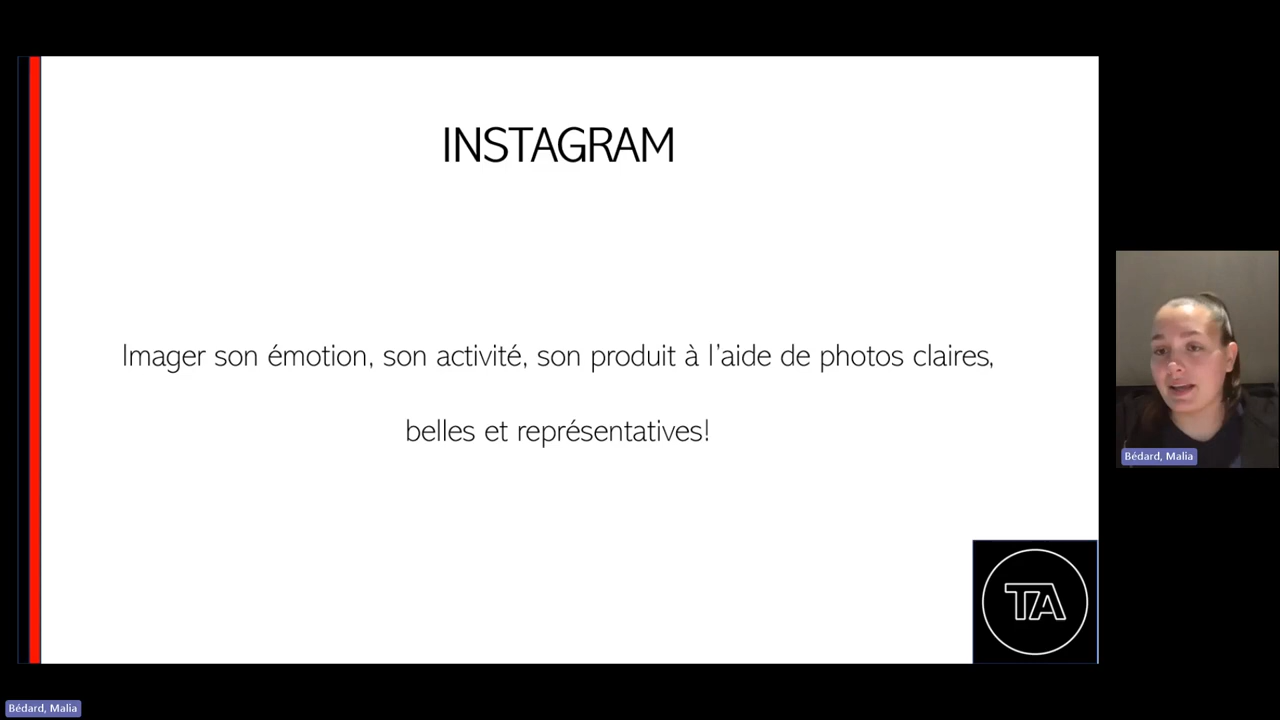 INSTAGRAM
Imager son émotion, son activité, son produit à l’aide de photos claires,
belles et représentatives!
TA
Bédard, Malia
Bédard, Malia